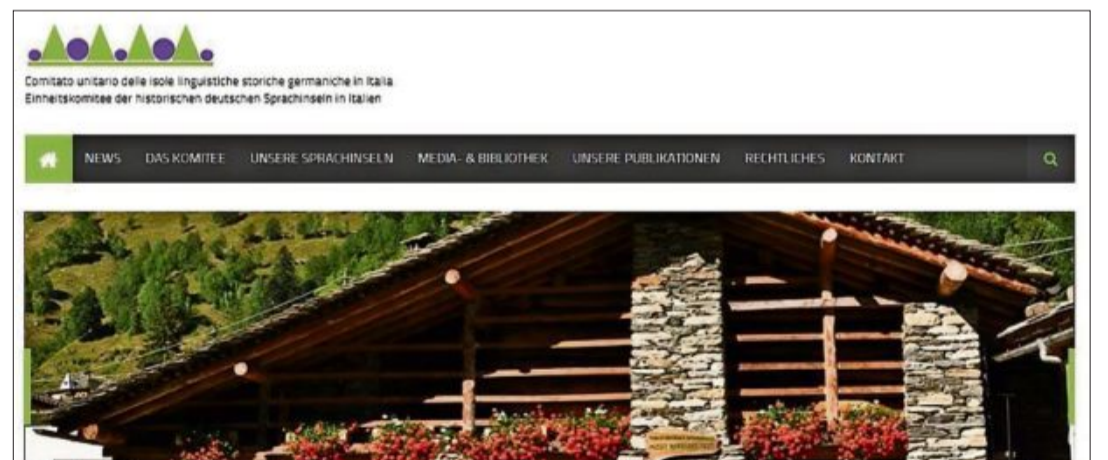 Comitato unitario delle isole linguistiche storiche germaniche in Italia
Einheitskomitee der historischen deutschen Sprachinseln in Italien
NEWS DAS KOMITEE UNSERE SPRACHINSELN MEDIA- & BIBLIOTHEK UNSERE PUBLIKATIONEN RECHTLICHES KONTAKT